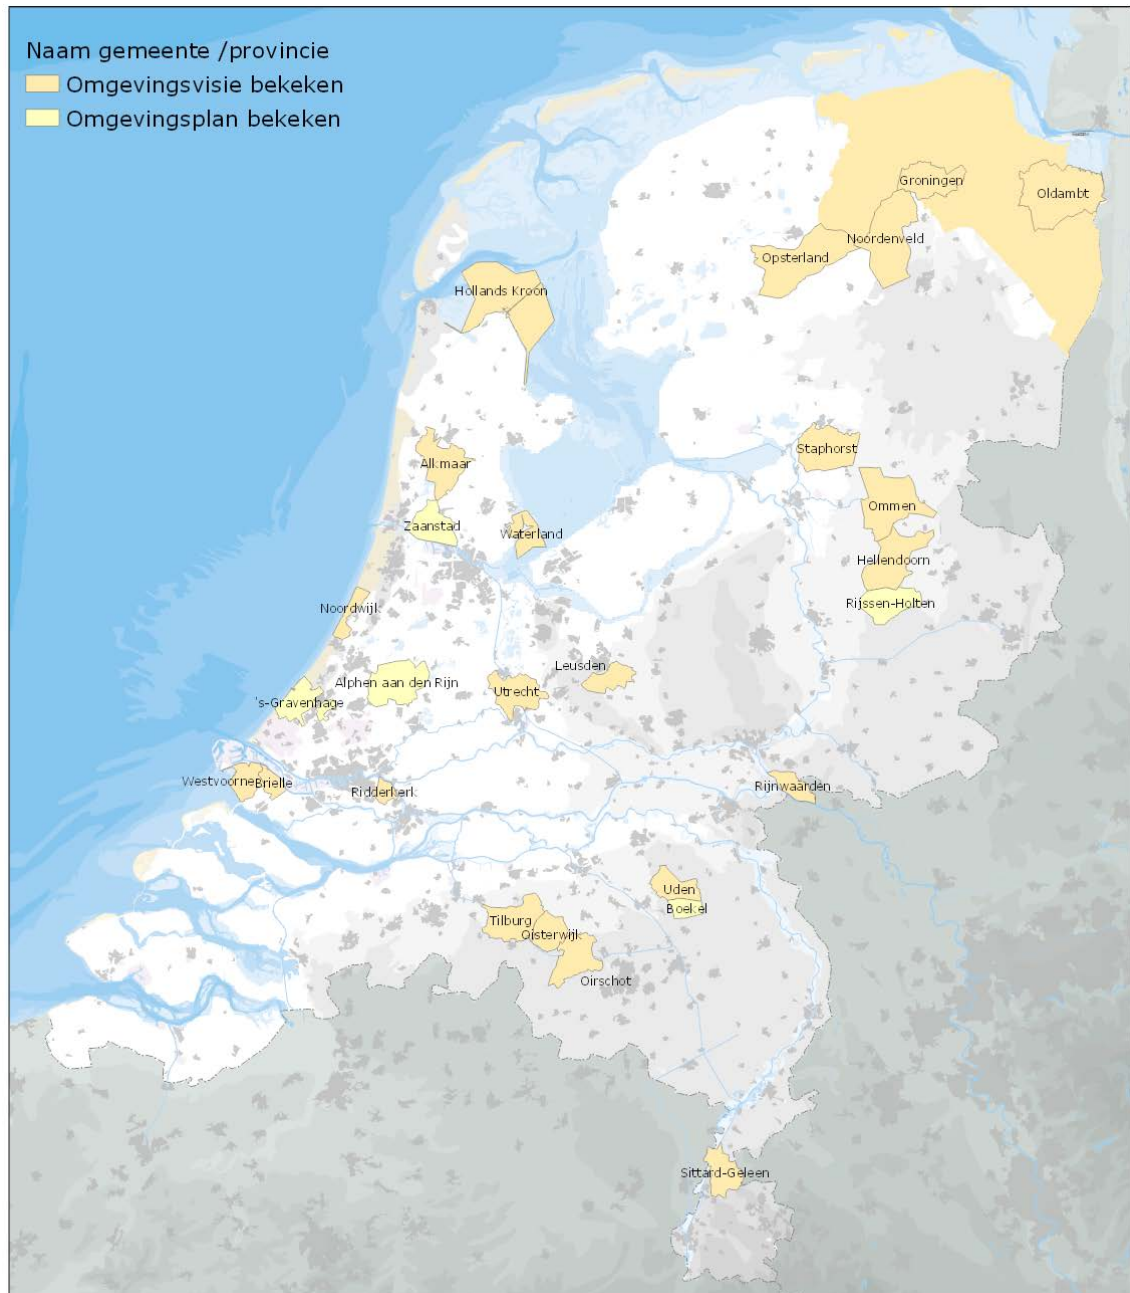 Naam gemeente /provincie
Omgevingsvisie bekeken
Omgevingsplan bekeken
Groningen
Oldambt
Noordenveld
Opsterland
Hollands Kroon
Staphorst
Alkmaar
Ommen
Zaanstad
Waterland
Hellendoorn
Rijssen-Holten
Noordwijk
Leusden
Alphen aan den Rijn
Utrecht
's-Gravenhage
Westvoorne
Brielle
Ridderkerk
Rijnwaarden
Uden
Boekel
Tilburg
Oisterwijk
Oirschot
Sittard-Geleen